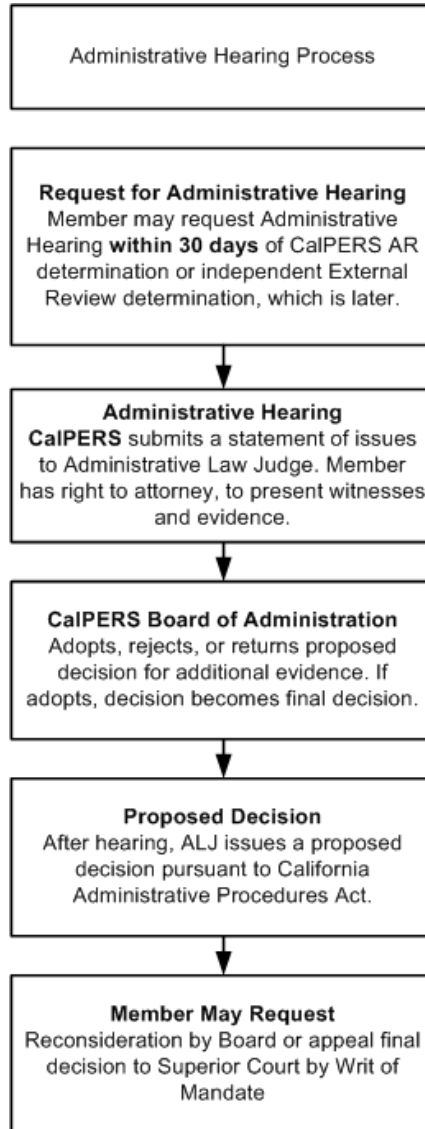 Administrative Hearing Process
Request for Administrative Hearing
Member may request Administrative
Hearing within 30 days of CalPERS AR
determination or independent External
Review determination, which is later.
Administrative Hearing
CalPERS submits a statement of issues
to Administrative Law Judge. Member
has right to attorney, to present witnesses
and evidence.
CalPERS Board of Administration
Adopts, rejects, or returns proposed
decision for additional evidence. If
adopts, decision becomes final decision.
Proposed Decision
After hearing, ALJ issues a proposed
decision pursuant to California
Administrative Procedures Act.
Member May Request
Reconsideration by Board or appeal final
decision to Superior Court by Writ of
Mandate